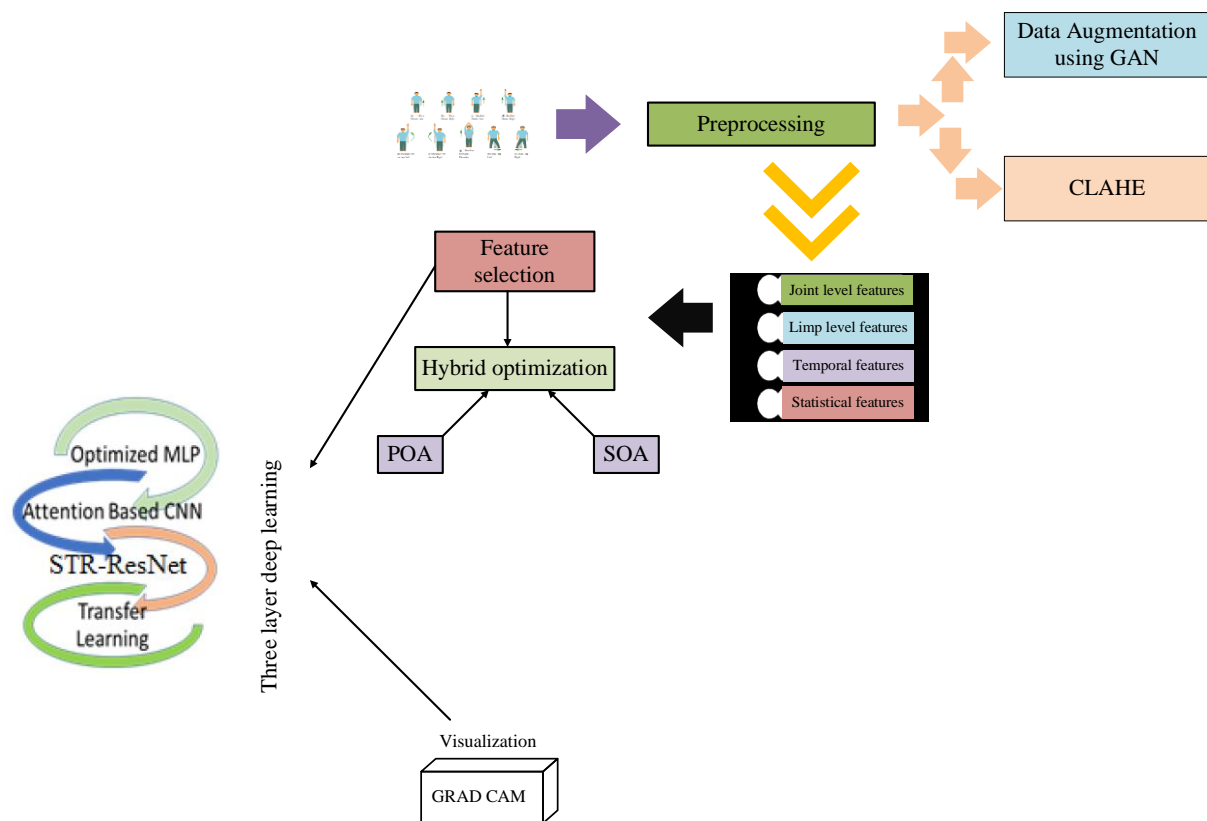 Data Augmentation
using GAN
Preprocessing
CLAHE
Feature
selection
Joint level features
Limp level features
Temporal features
Statistical features
Hybrid optimization
POA
SOA
Optimized MLP
Attention Based CNN
STR-ResNet
Transfer
Learning
Three layer deep learning
Visualization
GRAD CAM